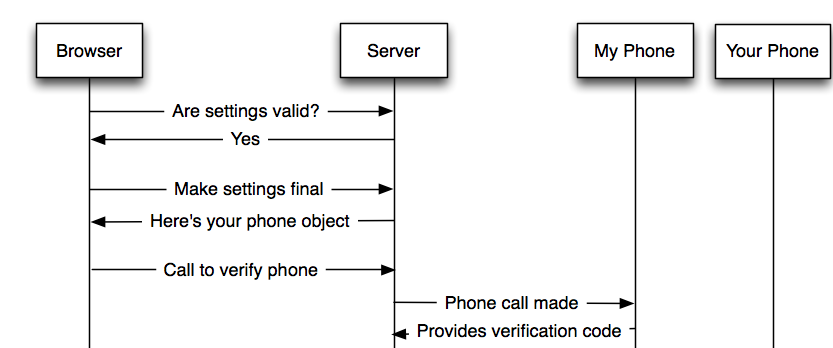 Browser
Server
My Phone
Your Phone
Are settings valid?
Yes
Make settings final
Here's your phone object
Call to verify phone
Phone call made
Provides verification code